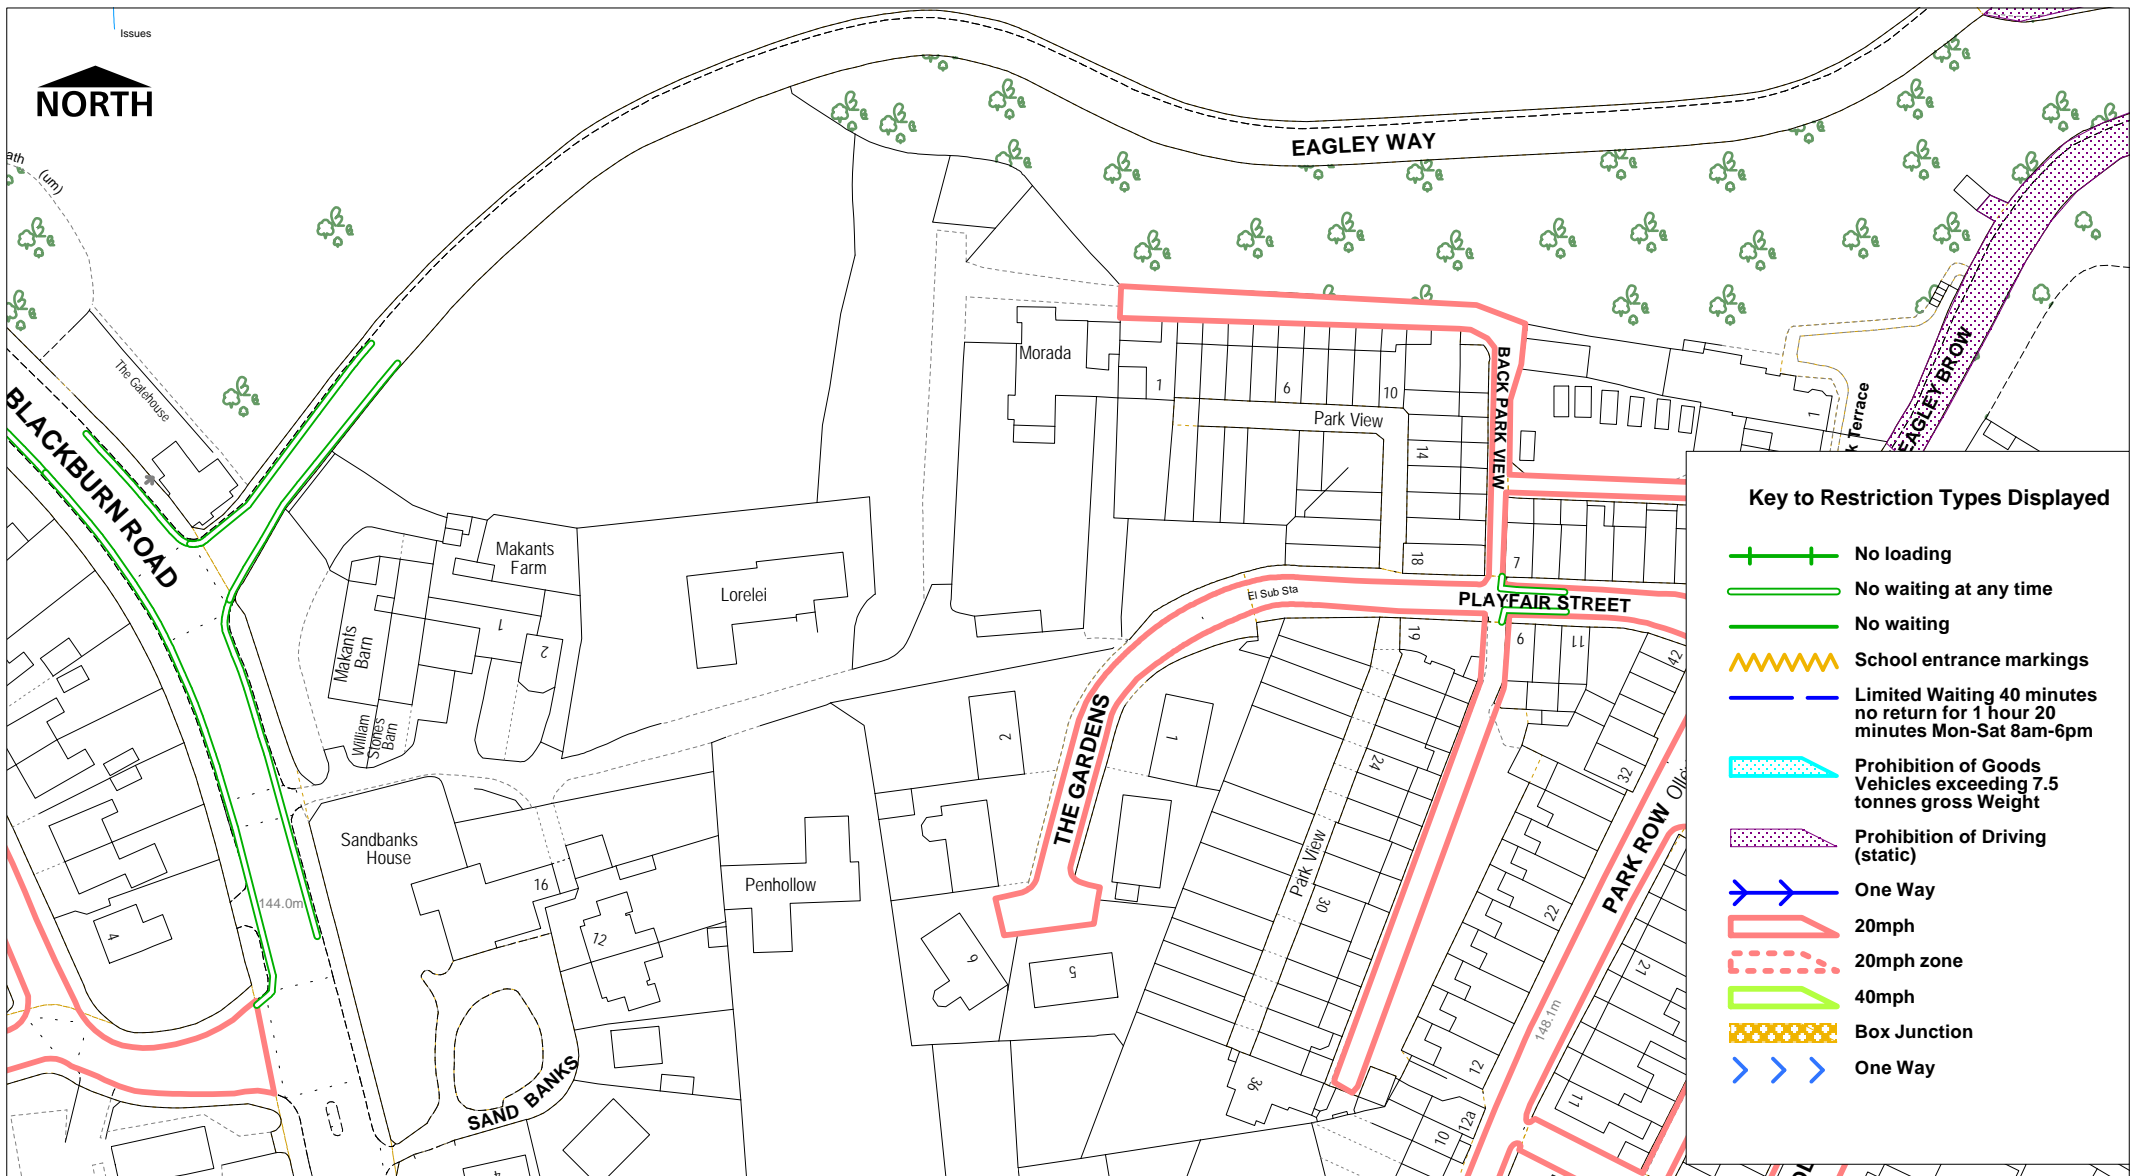 Issues
NORTH
ath
(um)
EAGLEY WAY
The Gatehouse
BLACKBURN ROAD
Morada
1
6
10
Park View
14
18
BACK PARK VIEW
1
k Terrace
EAGLEY BROW
Makants
Farm
Lorelei
1
2
Makants
Barn
William
Stones
Barn
El Sub Sta
PLAYFAIR STREET
7
19
9
11
42
32
2
1
THE GARDENS
24
Park View
30
36
Sandbanks
House
16
12
Penhollow
6
5
144.0m
4
SAND BANKS
4
PARK ROW
22
21
148.1m
12
12a
10
11
Key to Restriction Types Displayed
No loading
No waiting at any time
No waiting
School entrance markings
Limited Waiting 40 minutes
no return for 1 hour 20
minutes Mon-Sat 8am-6pm
Prohibition of Goods
Vehicles exceeding 7.5
tonnes gross Weight
Prohibition of Driving
(static)
One Way
20mph
20mph zone
40mph
Box Junction
One Way